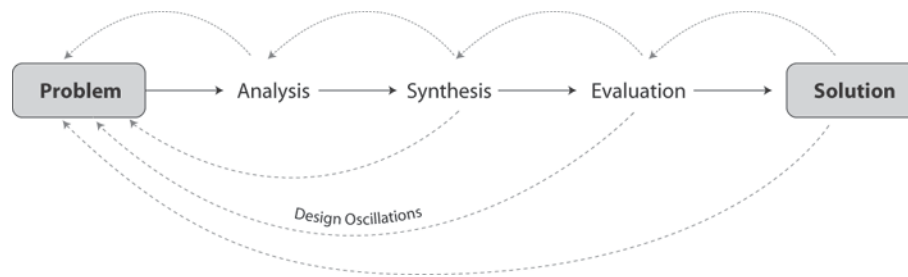 Problem
Analysis
Synthesis
Evaluation
Solution
Design Oscillations